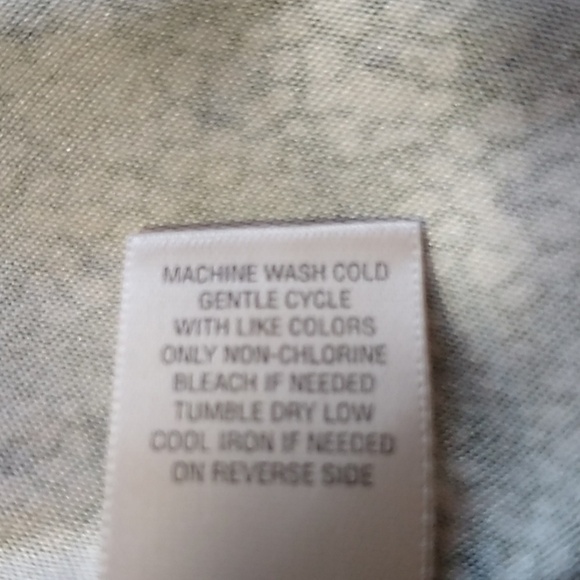 MACHINE WASH COLD
GENTLE CYCLE
WITH LIKE COLORS
ONLY NON-CHLORINE
BLEACH IF NEEDED
TUMBLE DRY LOW
COOL IRON IF NEEDED
ON REVERSE SIDE